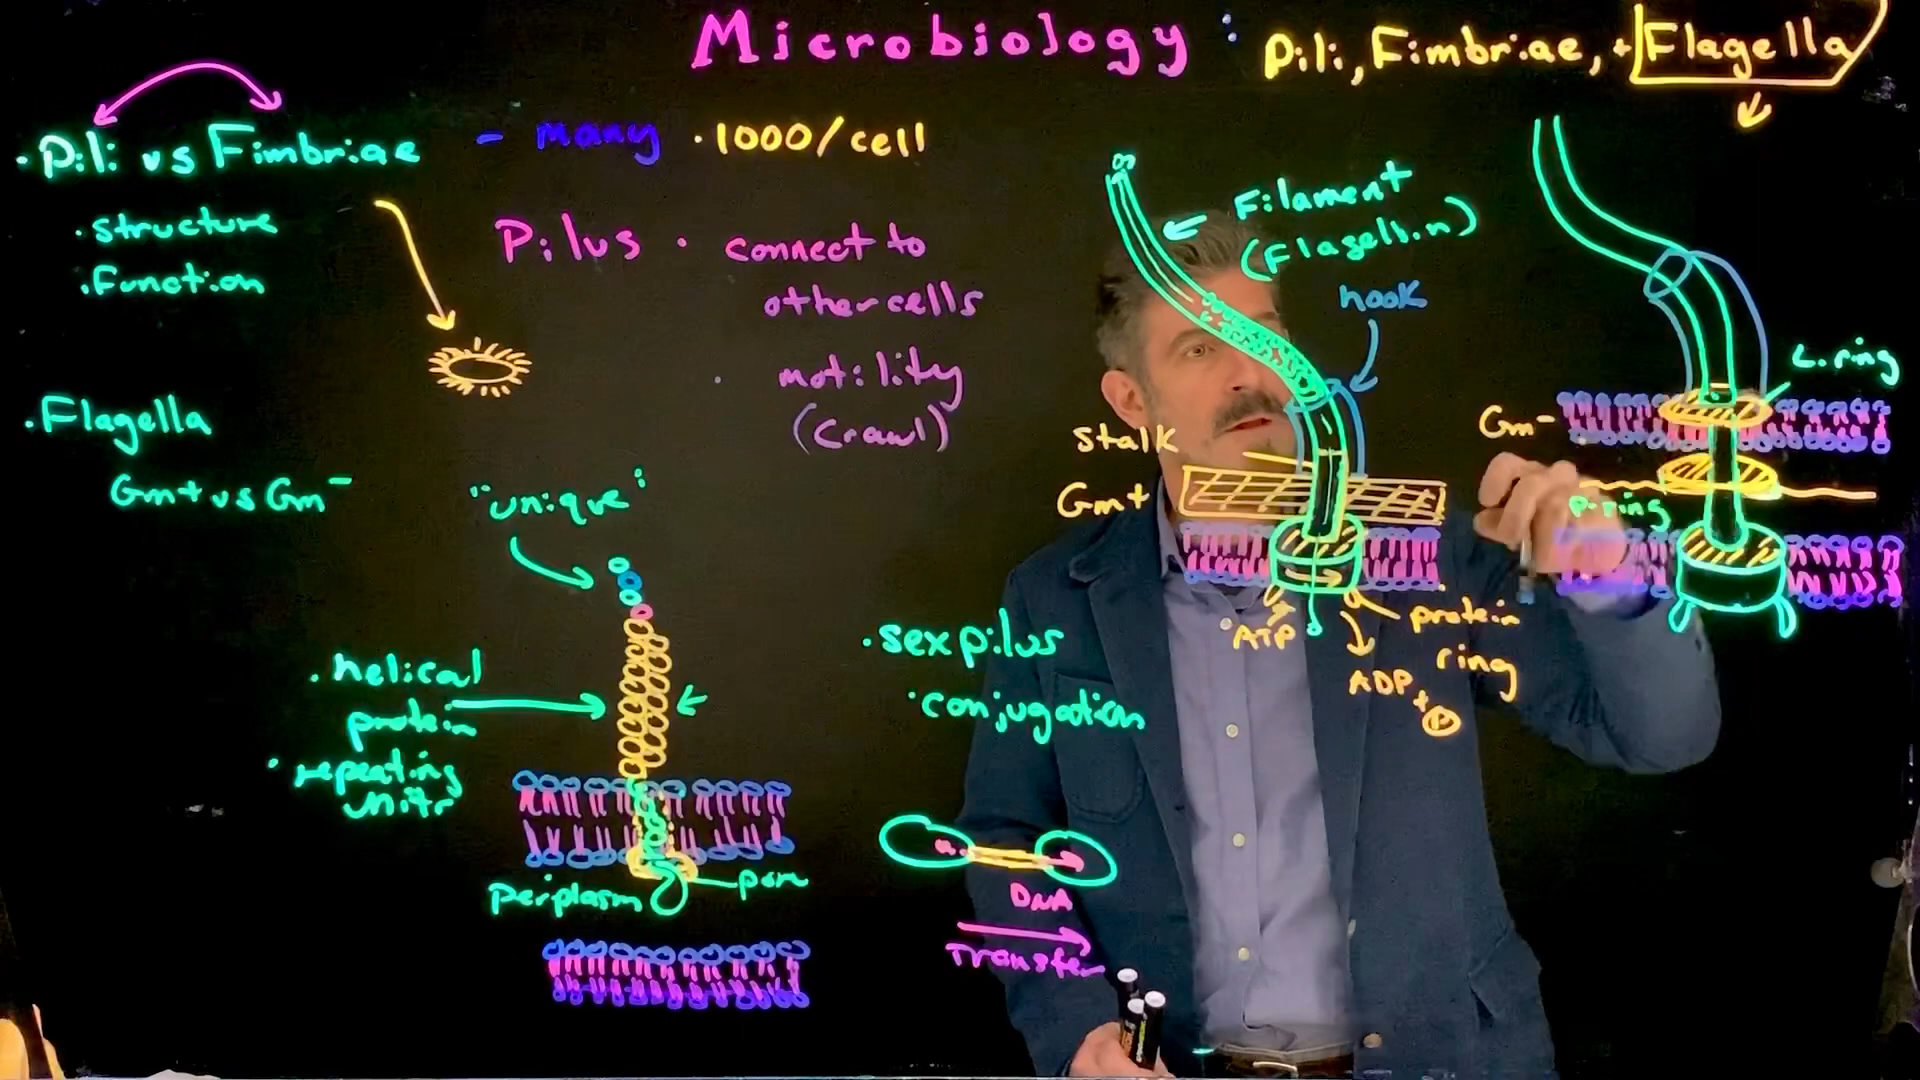 Microbiology: Pili, Fimbriae, + Flagella
· Pili vs Fimbriae - many · 1000/cell
· structure
· Function
Pilus · connect to
other cells
· motility
(crawl)
· Flagella
Gm+ vs Gm-
"unique"
· helical
protein
· repeating
units
periplasm
pore
· sex pilus
· conjugation
DNA
Transfer
Filament
(Flagellin)
hook
stalk
Gm+
ATP
ADP + P
protein
ring
Gm-
L.ring
P-ring